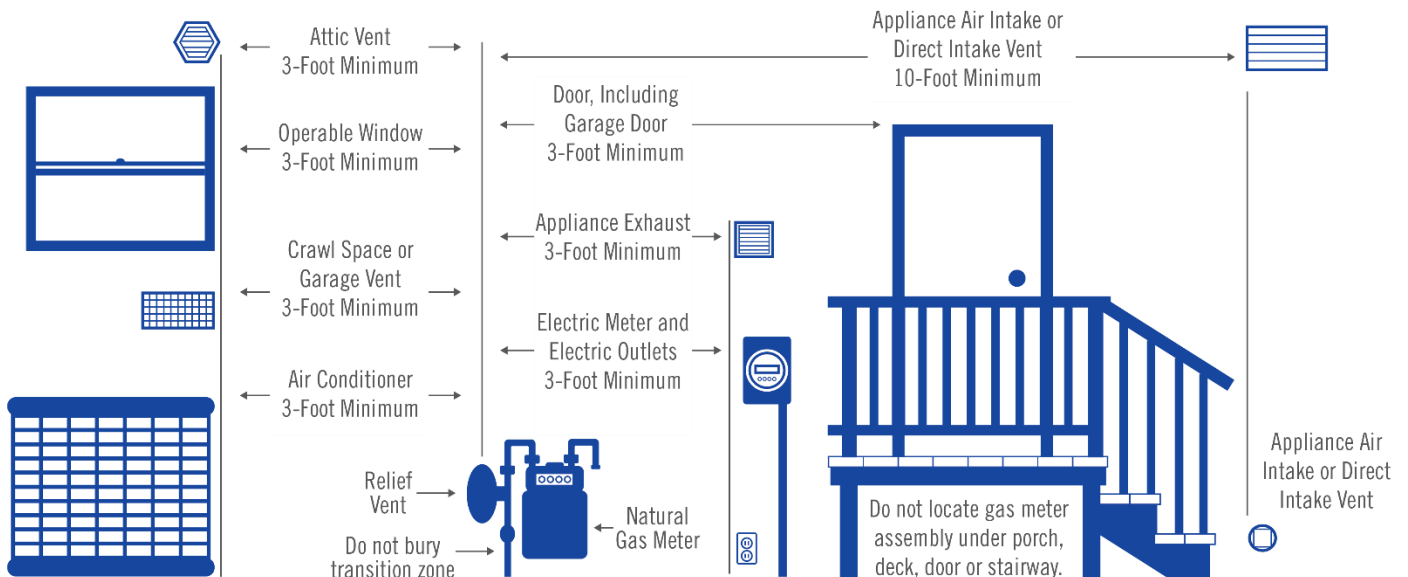 Attic Vent
3-Foot Minimum
Appliance Air Intake or
Direct Intake Vent
10-Foot Minimum
Operable Window
3-Foot Minimum
Door, Including
Garage Door
3-Foot Minimum
Crawl Space or
Garage Vent
3-Foot Minimum
Appliance Exhaust
3-Foot Minimum
Electric Meter and
Electric Outlets
3-Foot Minimum
Air Conditioner
3-Foot Minimum
Relief
Vent
Natural
Gas Meter
Do not bury
transition zone
Do not locate gas meter
assembly under porch,
deck, door or stairway.
Appliance Air
Intake or Direct
Intake Vent